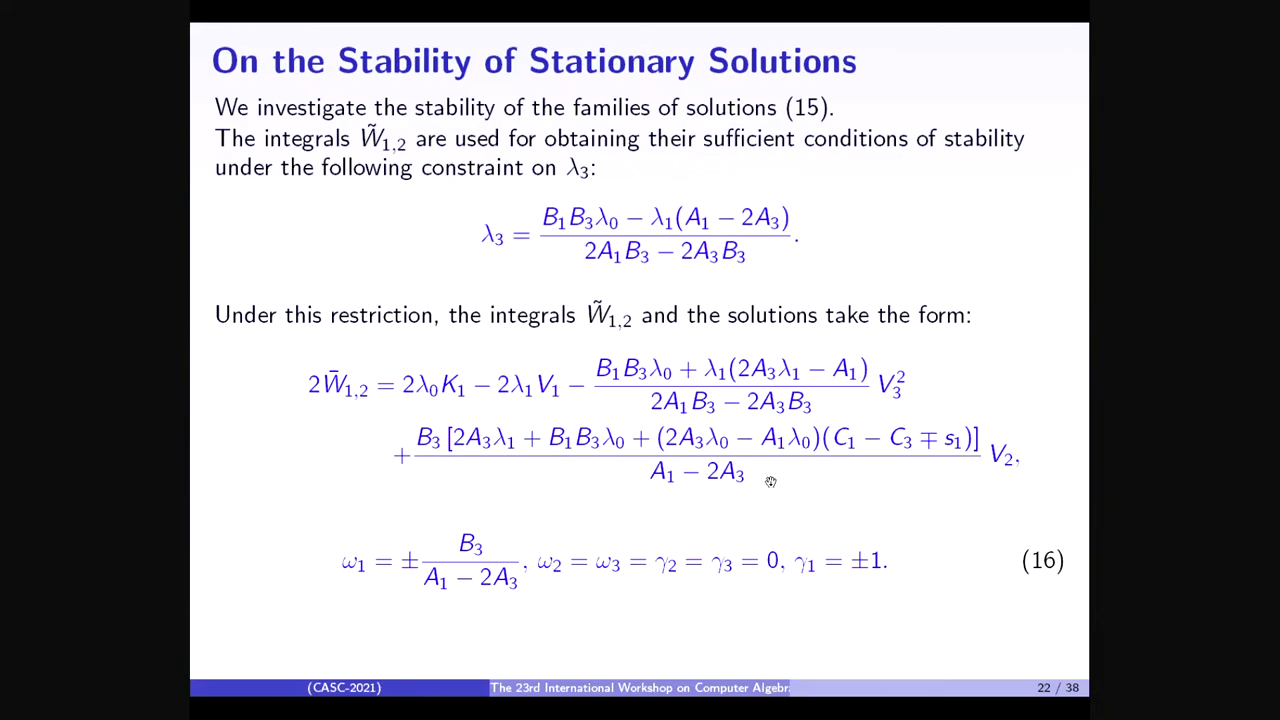 On the Stability of Stationary Solutions
We investigate the stability of the families of solutions (15).
The integrals W̃₁,₂ are used for obtaining their sufficient conditions of stability
under the following constraint on λ₃:
λ₃ = (B₁B₃λ₀ − λ₁(A₁ − 2A₃)) / (2A₁B₃ − 2A₃B₃).
Under this restriction, the integrals W̃₁,₂ and the solutions take the form:
2W̄₁,₂ = 2λ₀K₁ − 2λ₁V₁ − (B₁B₃λ₀ + λ₁(2A₃λ₁ − A₁)) / (2A₁B₃ − 2A₃B₃) V₃²
+ (B₃ [2A₃λ₁ + B₁B₃λ₀ + (2A₃λ₀ − A₁λ₀)(C₁ − C₃ ∓ s₁)]) / (A₁ − 2A₃) V₂,
ω₁ = ± B₃ / (A₁ − 2A₃), ω₂ = ω₃ = γ₂ = γ₃ = 0, γ₁ = ±1. (16)
(CASC-2021) The 23rd International Workshop on Computer Algebra 22 / 38